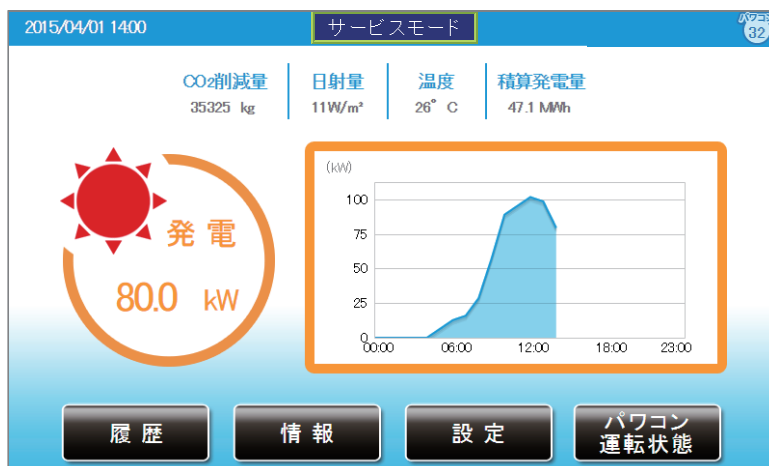 2015/04/01 14:00
サービスモード
パワコン
32
CO2削減量 日射量 温度 積算発電量
35325 kg 11W/m² 26°C 47.1 MWh
発電
80.0 kW
(kW)
100
75
50
25
0
00:00 06:00 12:00 18:00 23:00
履歴 情報 設定 パワコン
運転状態